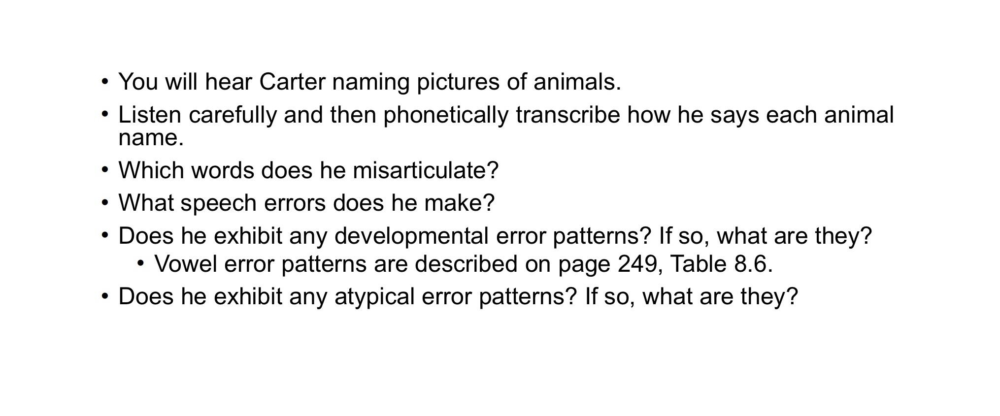 • You will hear Carter naming pictures of animals.
• Listen carefully and then phonetically transcribe how he says each animal
name.
• Which words does he misarticulate?
• What speech errors does he make?
• Does he exhibit any developmental error patterns? If so, what are they?
• Vowel error patterns are described on page 249, Table 8.6.
• Does he exhibit any atypical error patterns? If so, what are they?